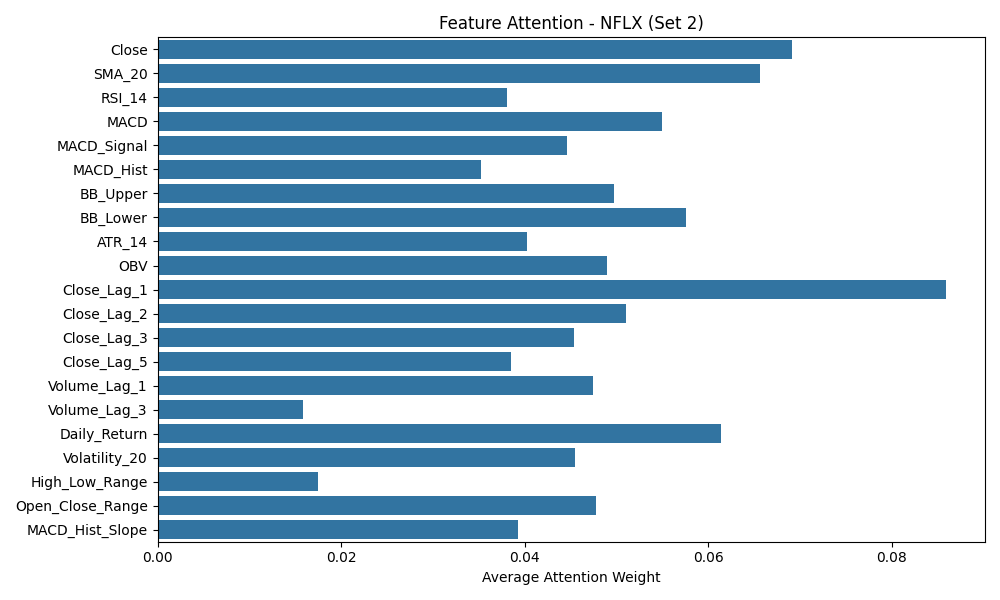 Feature Attention - NFLX (Set 2)
Close
SMA_20
RSI_14
MACD
MACD_Signal
MACD_Hist
BB_Upper
BB_Lower
ATR_14
OBV
Close_Lag_1
Close_Lag_2
Close_Lag_3
Close_Lag_5
Volume_Lag_1
Volume_Lag_3
Daily_Return
Volatility_20
High_Low_Range
Open_Close_Range
MACD_Hist_Slope
0.00 0.02 0.04 0.06 0.08
Average Attention Weight